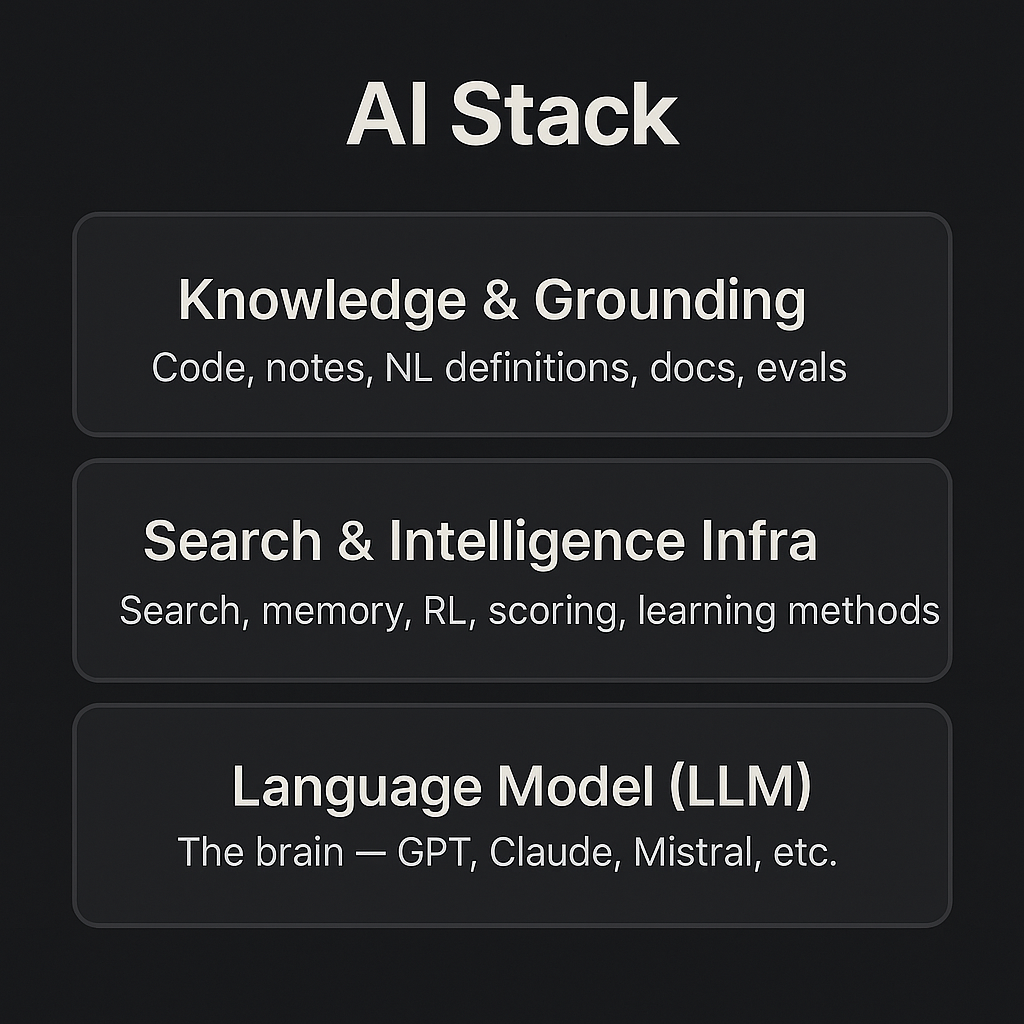 AI Stack
Knowledge & Grounding
Code, notes, NL definitions, docs, evals
Search & Intelligence Infra
Search, memory, RL, scoring, learning methods
Language Model (LLM)
The brain — GPT, Claude, Mistral, etc.